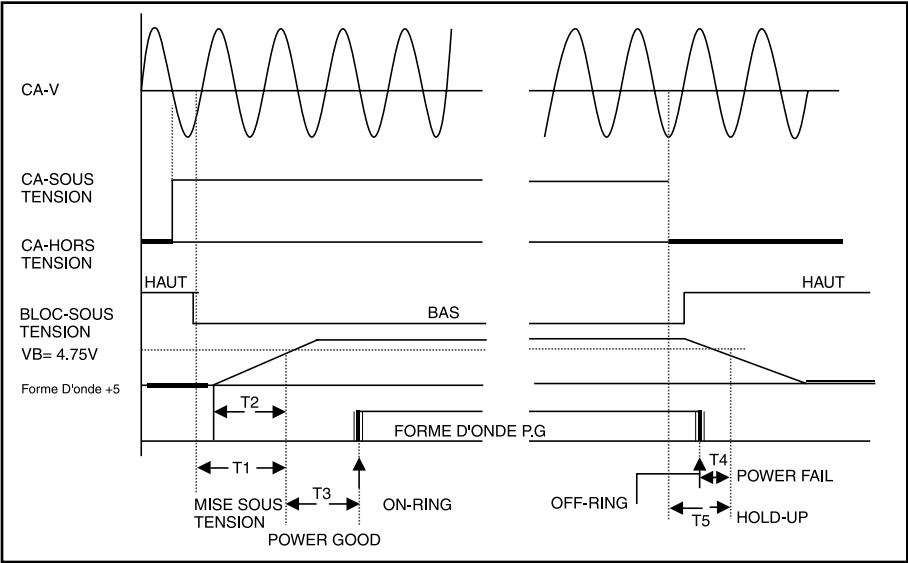 CA-V
CA-SOUS
TENSION
CA-HORS
TENSION
HAUT
HAUT
BLOC-SOUS
TENSION
BAS
VB= 4.75V
Forme D'onde +5
T2
FORME D'ONDE P.G
T1
T4
POWER FAIL
T3
ON-RING
OFF-RING
MISE SOUS
TENSION
T5
HOLD-UP
POWER GOOD